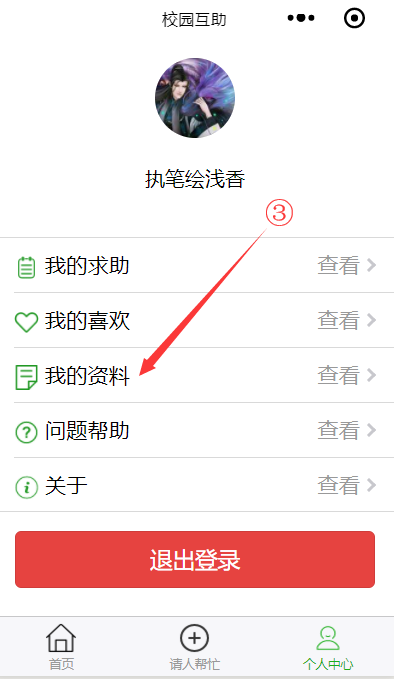 校园互助
执笔绘浅香
③
我的求助 查看
我的喜欢 查看
我的资料 查看
问题帮助 查看
关于 查看
退出登录
首页 请人帮忙 个人中心